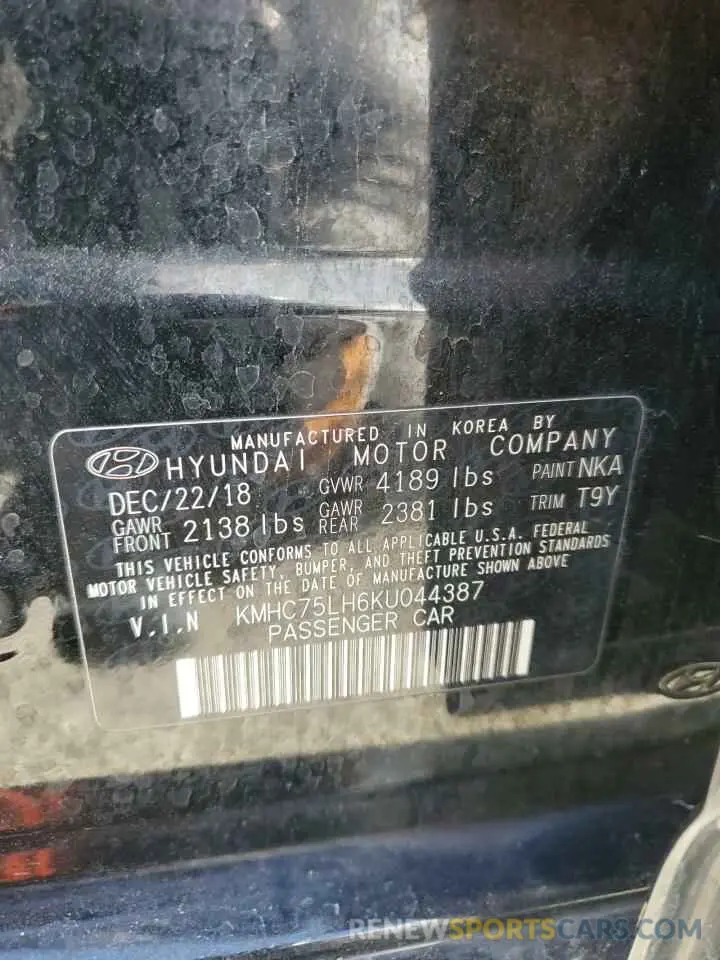 MANUFACTURED IN KOREA BY
HYUNDAI MOTOR COMPANY
DEC/22/18 GVWR 4189 lbs PAINT NKA
GAWR FRONT 2138 lbs GAWR REAR 2381 lbs TRIM T9Y
THIS VEHICLE CONFORMS TO ALL APPLICABLE U.S.A. FEDERAL
MOTOR VEHICLE SAFETY, BUMPER, AND THEFT PREVENTION STANDARDS
IN EFFECT ON THE DATE OF MANUFACTURE SHOWN ABOVE
V.I.N KMHC75LH6KU044387
PASSENGER CAR
RENEWSPORTSCARS.COM